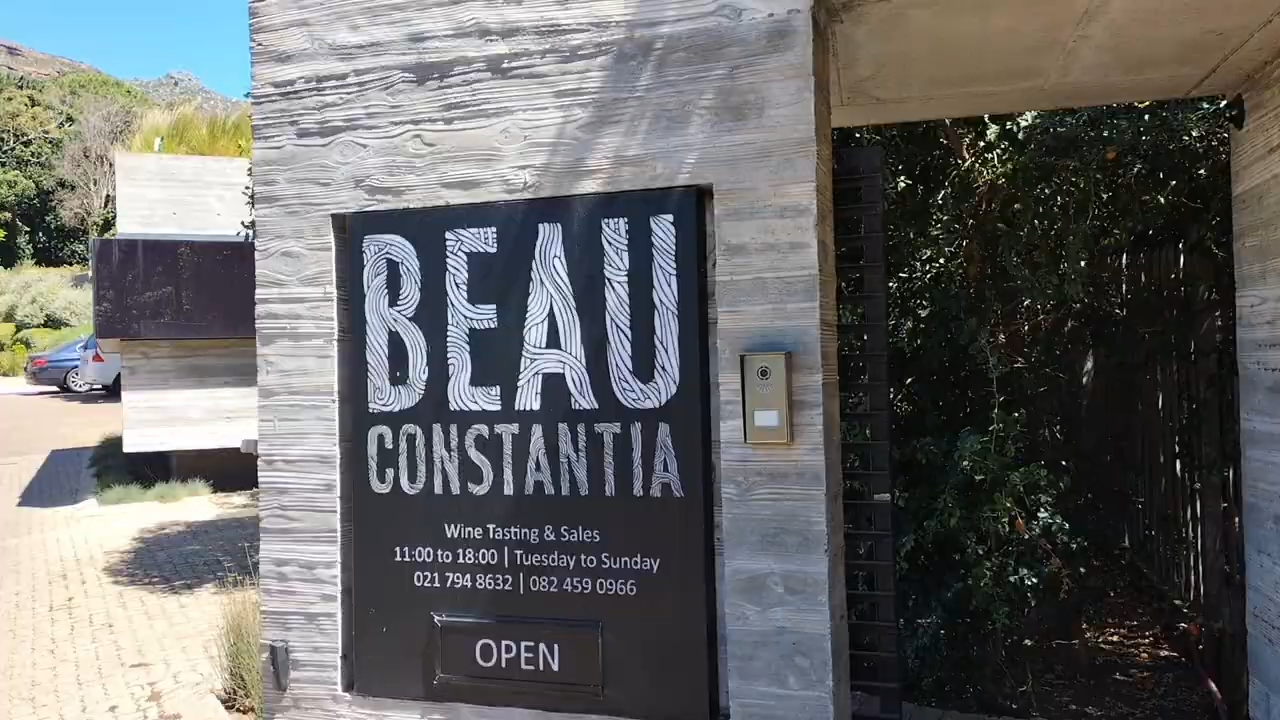 BEAU
CONSTANTIA
Wine Tasting & Sales
11:00 to 18:00 | Tuesday to Sunday
021 794 8632 | 082 459 0966
OPEN